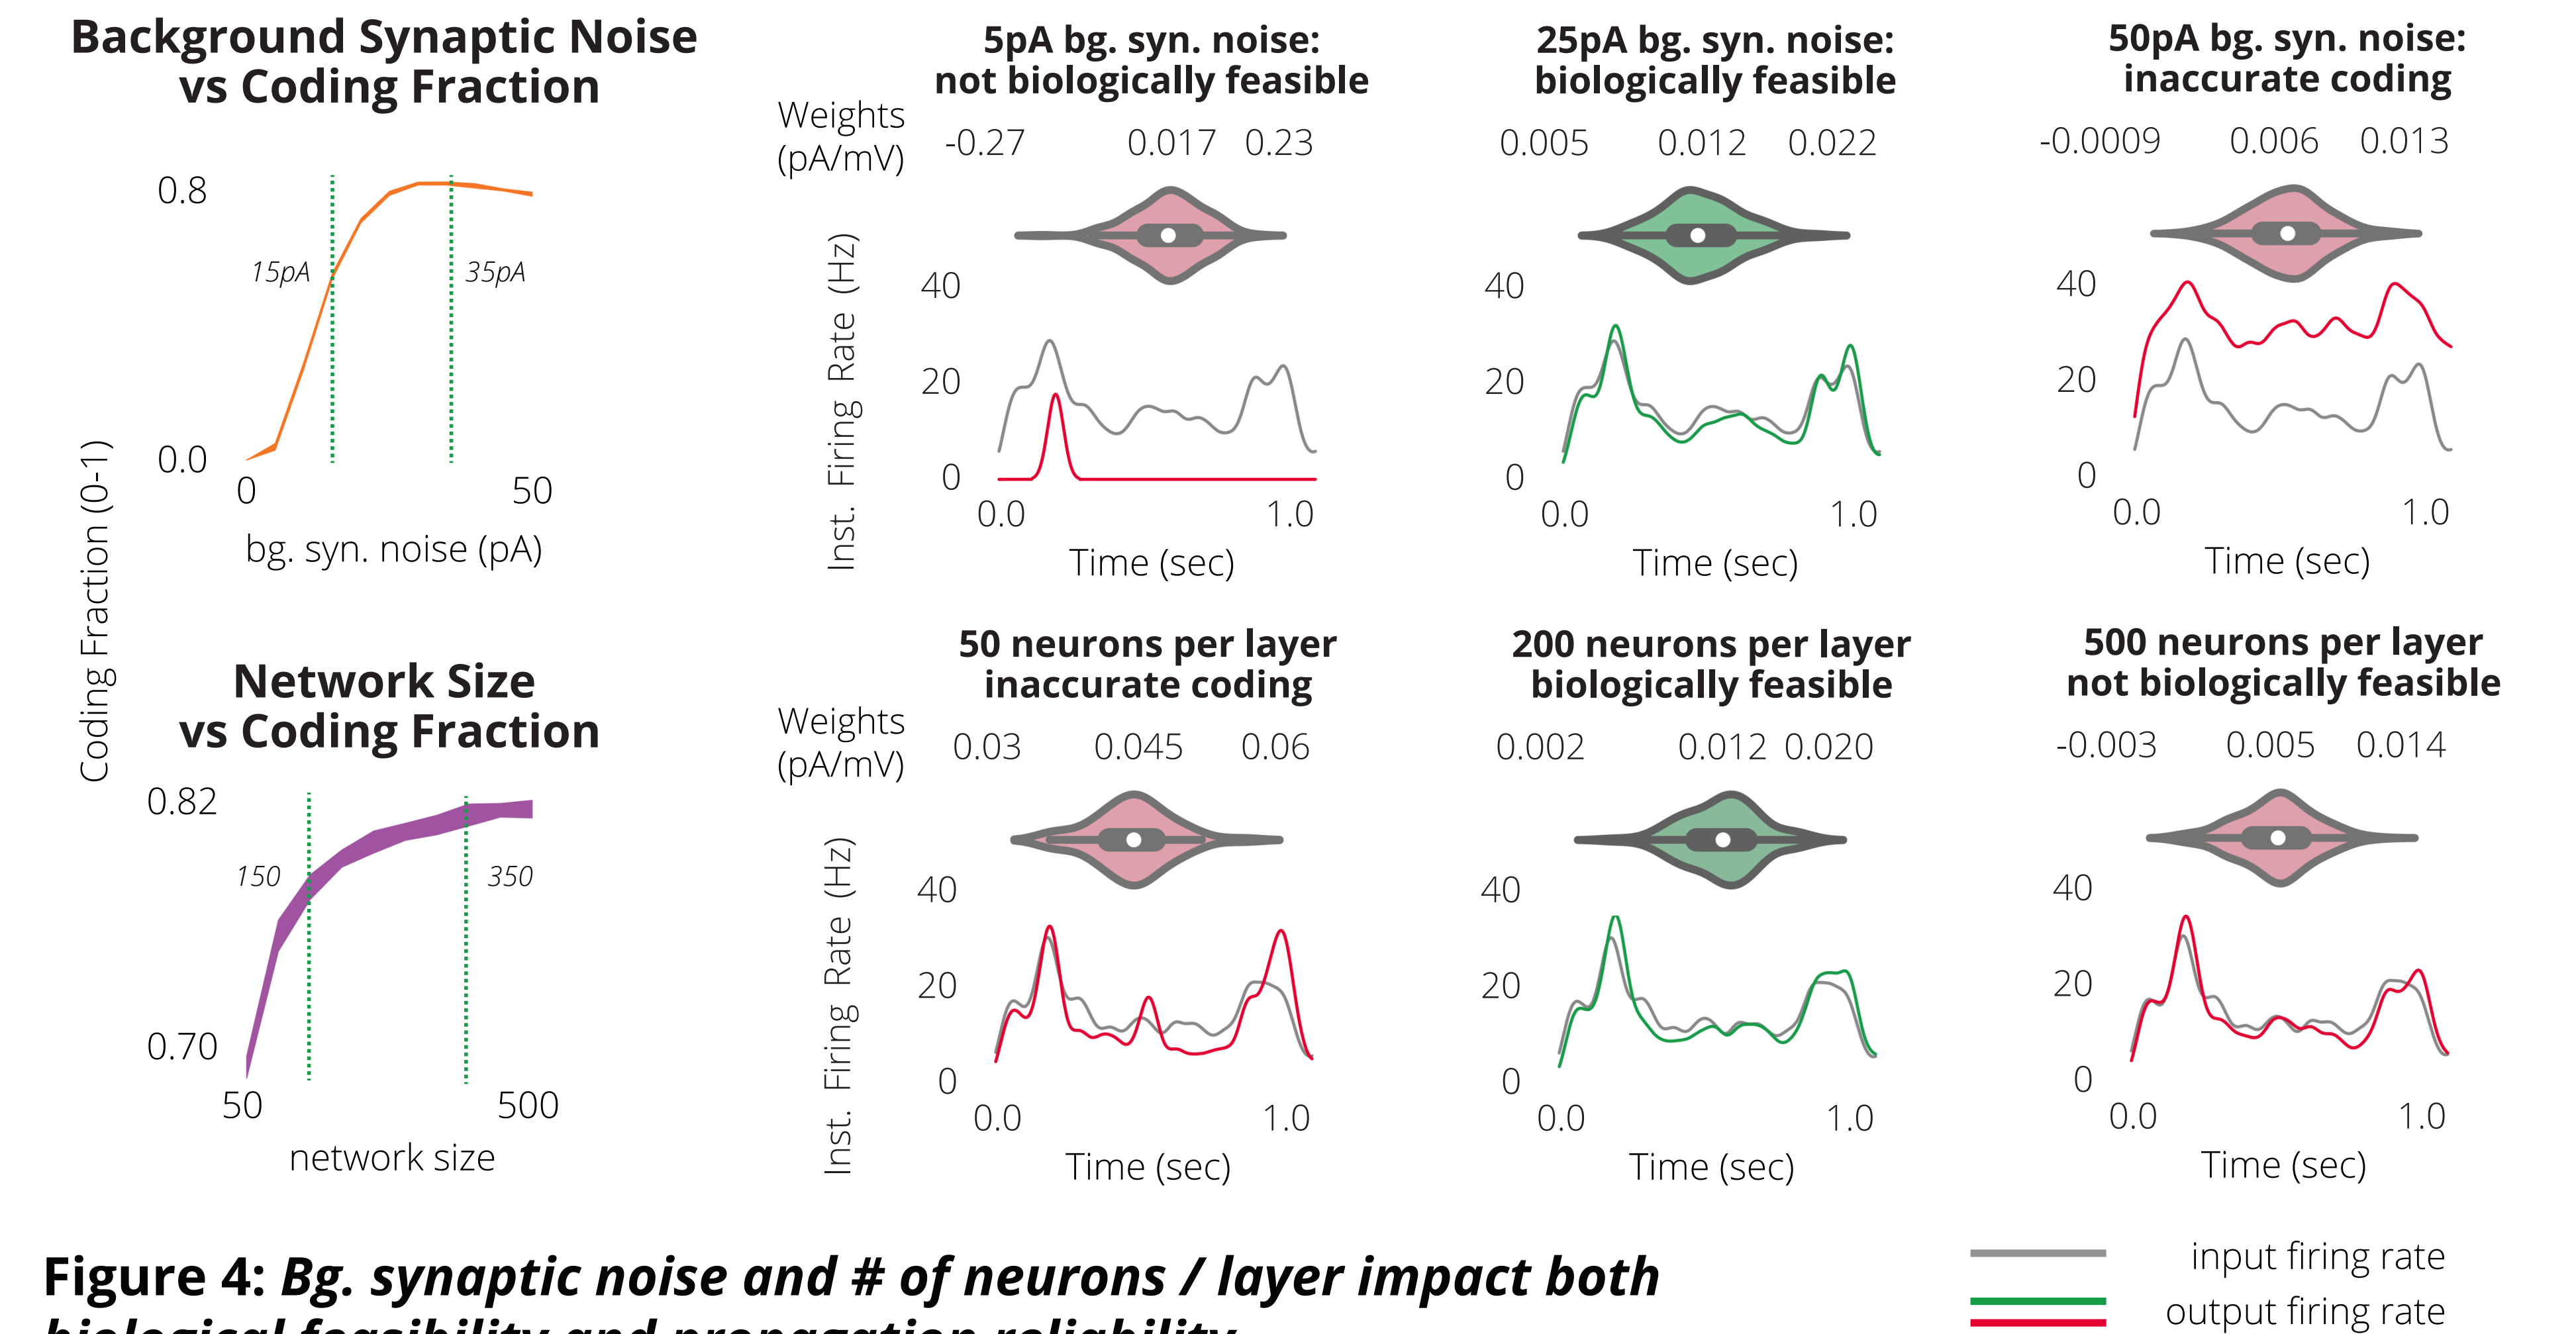 Background Synaptic Noise
vs Coding Fraction
0.8
15pA
35pA
0.0
0
50
bg. syn. noise (pA)
Coding Fraction (0-1)
Network Size
vs Coding Fraction
0.82
150
350
0.70
50
500
network size
5pA bg. syn. noise:
not biologically feasible
Weights
(pA/mV)
-0.27 0.017 0.23
Inst. Firing Rate (Hz)
40
20
0
0.0 1.0
Time (sec)
25pA bg. syn. noise:
biologically feasible
0.005 0.012 0.022
40
20
0
0.0 1.0
Time (sec)
50pA bg. syn. noise:
inaccurate coding
-0.0009 0.006 0.013
40
20
0
0.0 1.0
Time (sec)
50 neurons per layer
inaccurate coding
Weights
(pA/mV)
0.03 0.045 0.06
Inst. Firing Rate (Hz)
40
20
0
0.0 1.0
Time (sec)
200 neurons per layer
biologically feasible
0.002 0.012 0.020
40
20
0
0.0 1.0
Time (sec)
500 neurons per layer
not biologically feasible
-0.003 0.005 0.014
40
20
0
0.0 1.0
Time (sec)
input firing rate
output firing rate
Figure 4: Bg. synaptic noise and # of neurons / layer impact both
biological feasibility and propagation reliability